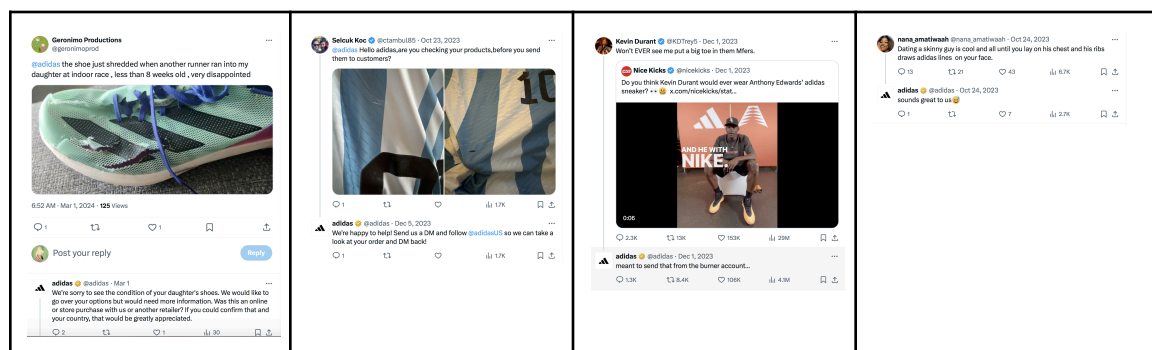 Geronimo Productions
@geronimoprod
@adidas the shoe just shredded when another runner ran into my
daughter at indoor race , less than 8 weeks old , very disappointed
6:52 AM · Mar 1, 2024 · 125 Views
1
1
Post your reply
Reply
adidas @adidas · Mar 1
We're sorry to see the condition of your daughter's shoes. We would like to
go over your options but would need more information. Was this an online
or store purchase with us or another retailer? If you could confirm that and
your country, that would be greatly appreciated.
2 1 30
Selcuk Koc @ctambul85 · Oct 23, 2023
@adidas Hello adidas,are you checking your products,before you send
them to customers?
10
1 1.7K
adidas @adidas · Dec 5, 2023
We're happy to help! Send us a DM and follow @adidasUS so we can take a
look at your order and DM back!
1 1.7K
Kevin Durant @KDTrey5 · Dec 1, 2023
Won't EVER see me put a big toe in them Mfers.
Nice Kicks @nicekicks · Dec 1, 2023
Do you think Kevin Durant would ever wear Anthony Edwards' adidas
sneaker? 👀 😆 x.com/nicekicks/stat...
AND HE WITH
NIKE.
0:06
2.3K 13K 153K 29M
adidas @adidas · Dec 1, 2023
meant to send that from the burner account...
1.3K 8.4K 106K 4.1M
nana_amatiwaah @nana_amatiwaah · Oct 24, 2023
Dating a skinny guy is cool and all until you lay on his chest and his ribs
draws adidas lines on your face.
13 21 43 6.7K
adidas @adidas · Oct 24, 2023
sounds great to us😅
1 7 2.7K